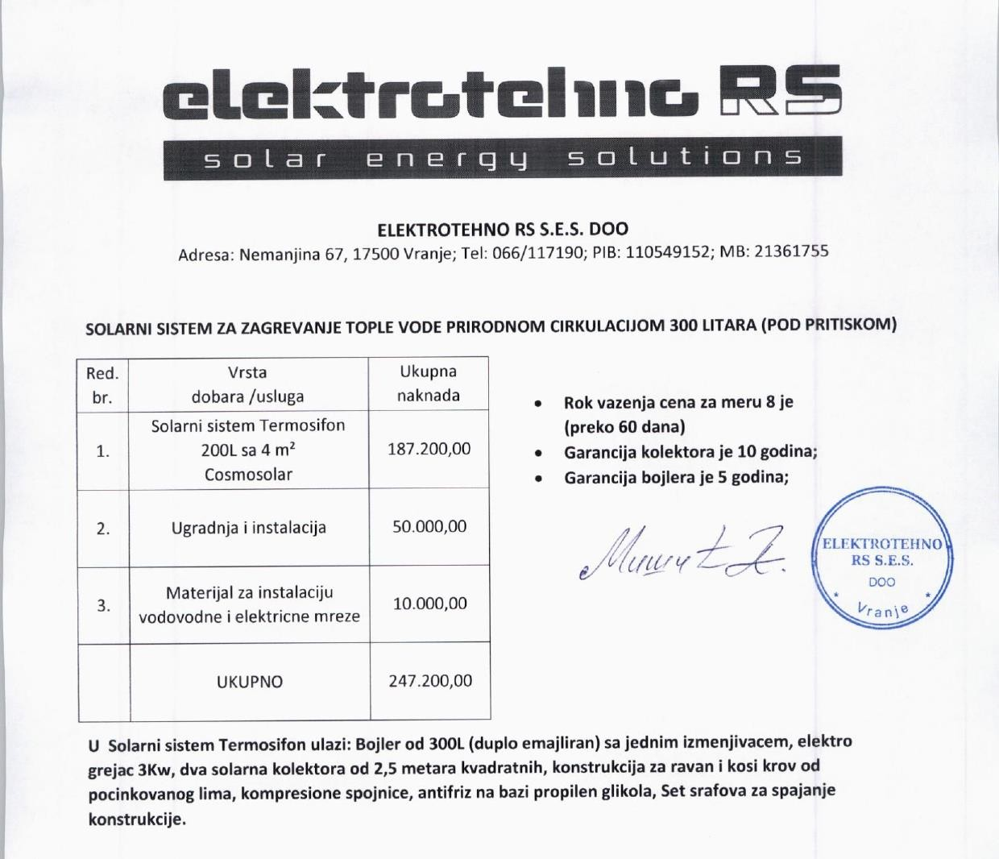 elektrotehno RS
solar energy solutions
ELEKTROTEHNO RS S.E.S. DOO
Adresa: Nemanjina 67, 17500 Vranje; Tel: 066/117190; PIB: 110549152; MB: 21361755
SOLARNI SISTEM ZA ZAGREVANJE TOPLE VODE PRIRODNOM CIRKULACIJOM 300 LITARA (POD PRITISKOM)
Red. br.
Vrsta dobara /usluga
Ukupna naknada
1.
Solarni sistem Termosifon
200L sa 4 m²
Cosmosolar
187.200,00
2.
Ugradnja i instalacija
50.000,00
3.
Materijal za instalaciju
vodovodne i elektricne mreze
10.000,00
UKUPNO
247.200,00
• Rok vazenja cena za meru 8 je
(preko 60 dana)
• Garancija kolektora je 10 godina;
• Garancija bojlera je 5 godina;
ELEKTROTEHNO
RS S.E.S.
DOO
* Vranje *
U Solarni sistem Termosifon ulazi: Bojler od 300L (duplo emajliran) sa jednim izmenjivacem, elektro
grejac 3Kw, dva solarna kolektora od 2,5 metara kvadratnih, konstrukcija za ravan i kosi krov od
pocinkovanog lima, kompresione spojnice, antifriz na bazi propilen glikola, Set srafova za spajanje
konstrukcije.